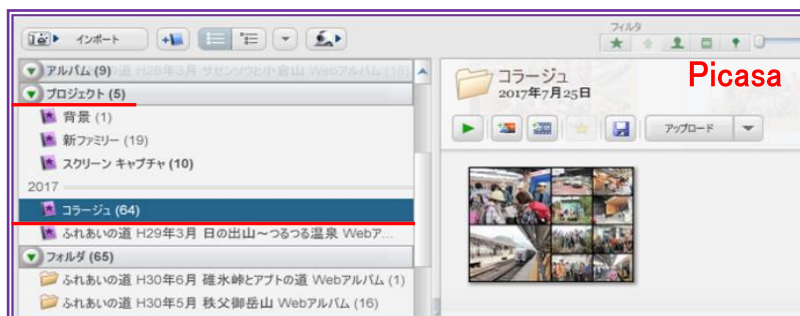 フィルタ
インポート
アルバム (9)
H28年3月 サゼンソウと小倉山 Webアルバム (16)
プロジェクト (5)
背景 (1)
新ファミリー (19)
スクリーン キャプチャ (10)
2017
コラージュ (64)
ふれあいの道 H29年3月 日の出山～つるつる温泉 Webア...
フォルダ (65)
ふれあいの道 H30年6月 碓氷峠とアプトの道 Webアルバム (1)
ふれあいの道 H30年5月 秩父御岳山 Webアルバム (16)
コラージュ
2017年7月25日
Picasa
アップロード